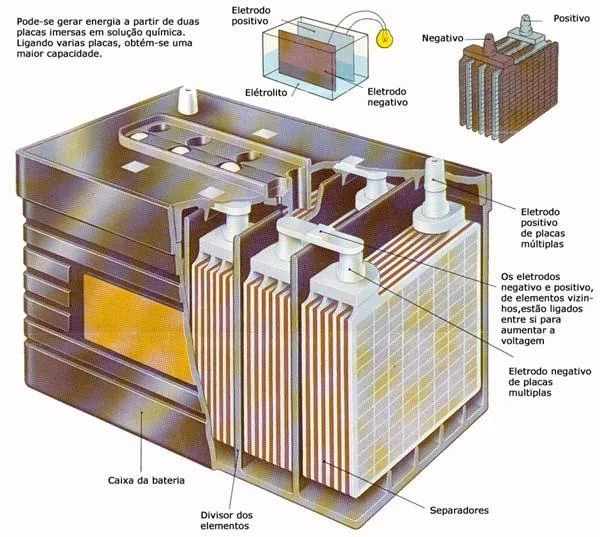 Pode-se gerar energia a partir de duas
placas imersas em solução química.
Ligando varias placas, obtém-se uma
maior capacidade.
Eletrodo
positivo
Elétrolito
Eletrodo
negativo
Positivo
Negativo
Eletrodo
positivo
de placas
múltiplas
Os eletrodos
negativo e positivo,
de elementos vizin-
hos,estão ligados
entre si para
aumentar a
voltagem
Eletrodo negativo
de placas
multiplas
Caixa da bateria
Divisor dos
elementos
Separadores